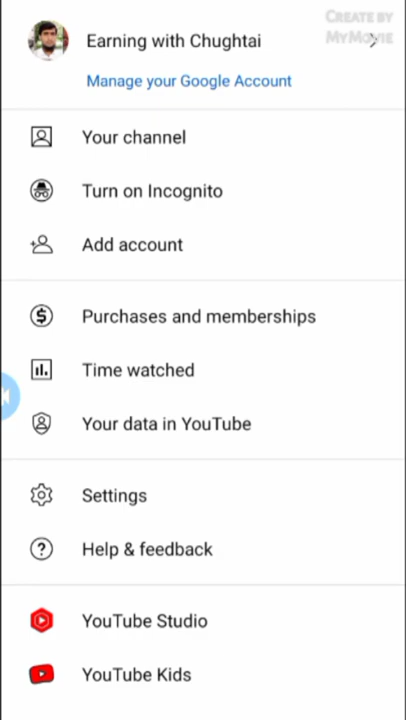 CREATE BY
MYMOVIE
Earning with Chughtai
Manage your Google Account
Your channel
Turn on Incognito
Add account
Purchases and memberships
Time watched
Your data in YouTube
Settings
Help & feedback
YouTube Studio
YouTube Kids